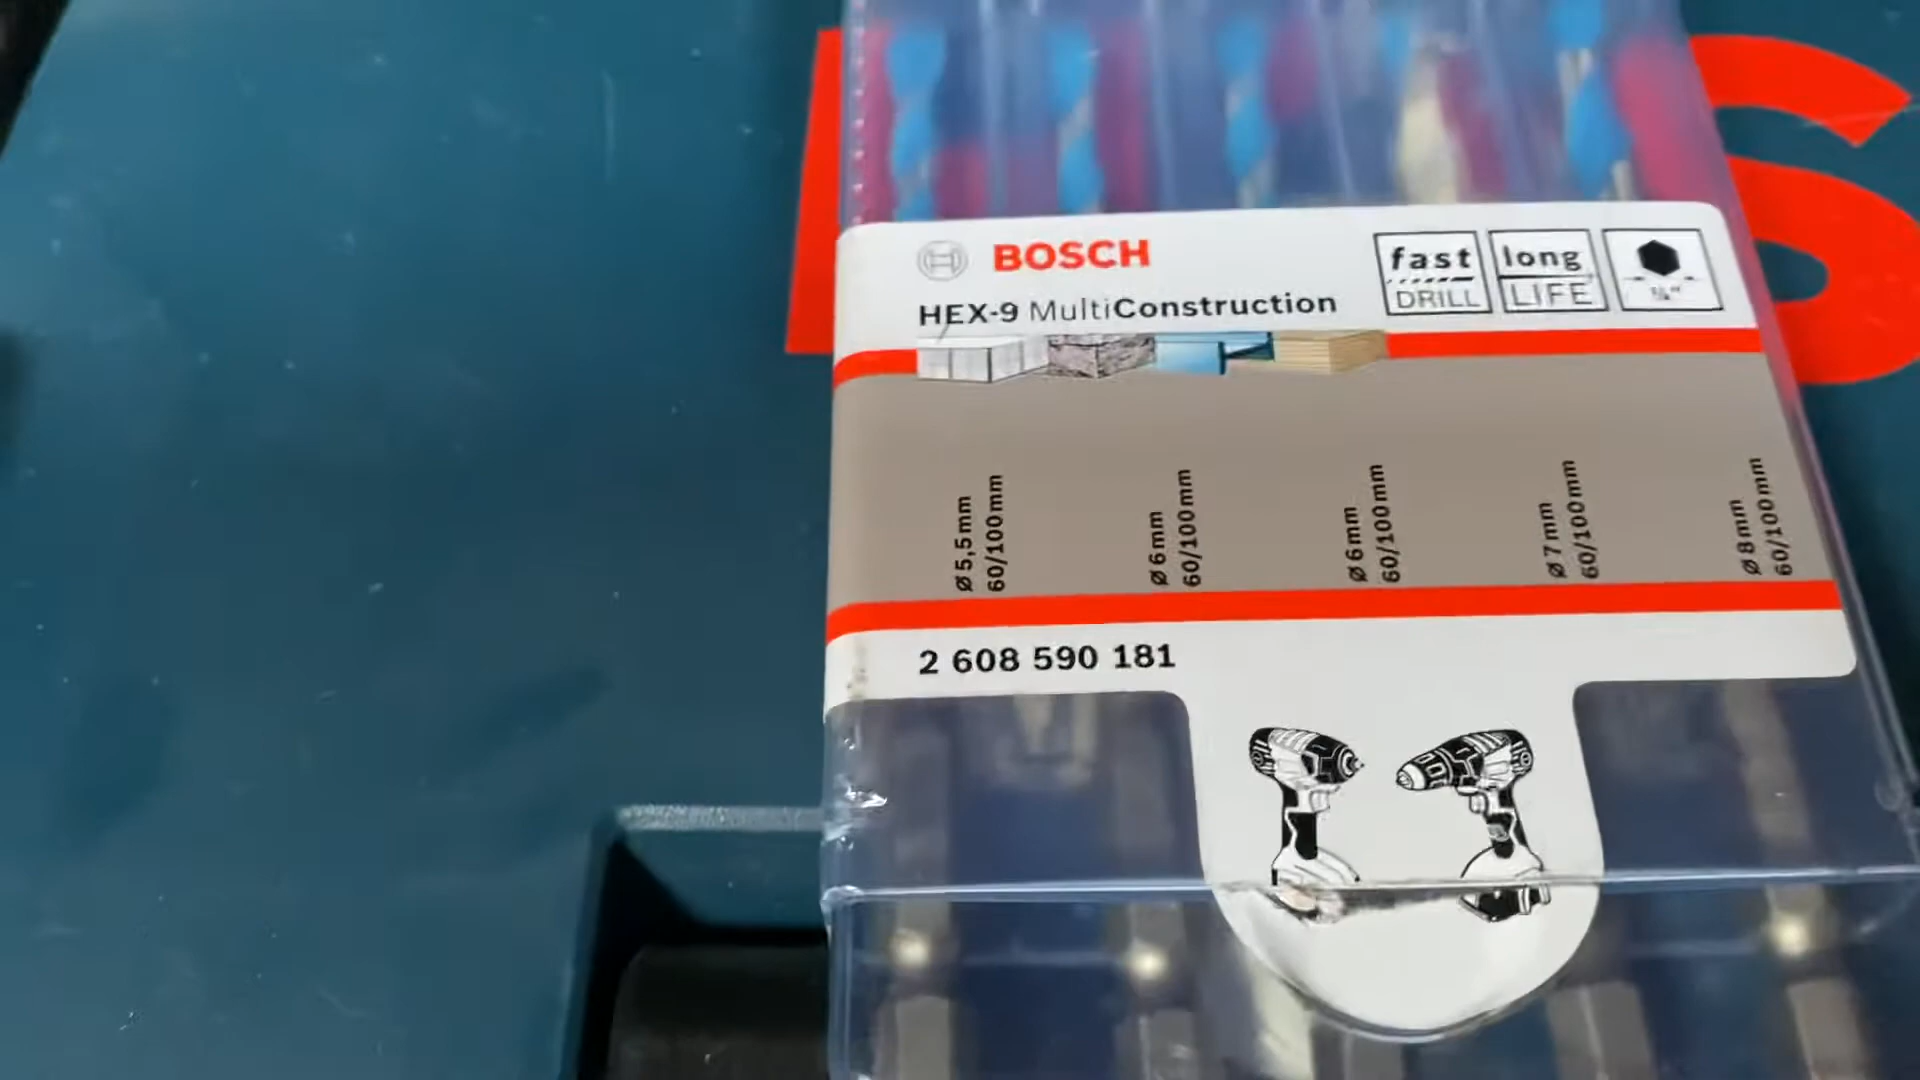 BOSCH
HEX-9 MultiConstruction
fast
DRILL
long
LIFE
¼"
Ø 5,5 mm
60/100 mm
Ø 6 mm
60/100 mm
Ø 6 mm
60/100 mm
Ø 7 mm
60/100 mm
Ø 8 mm
60/100 mm
2 608 590 181